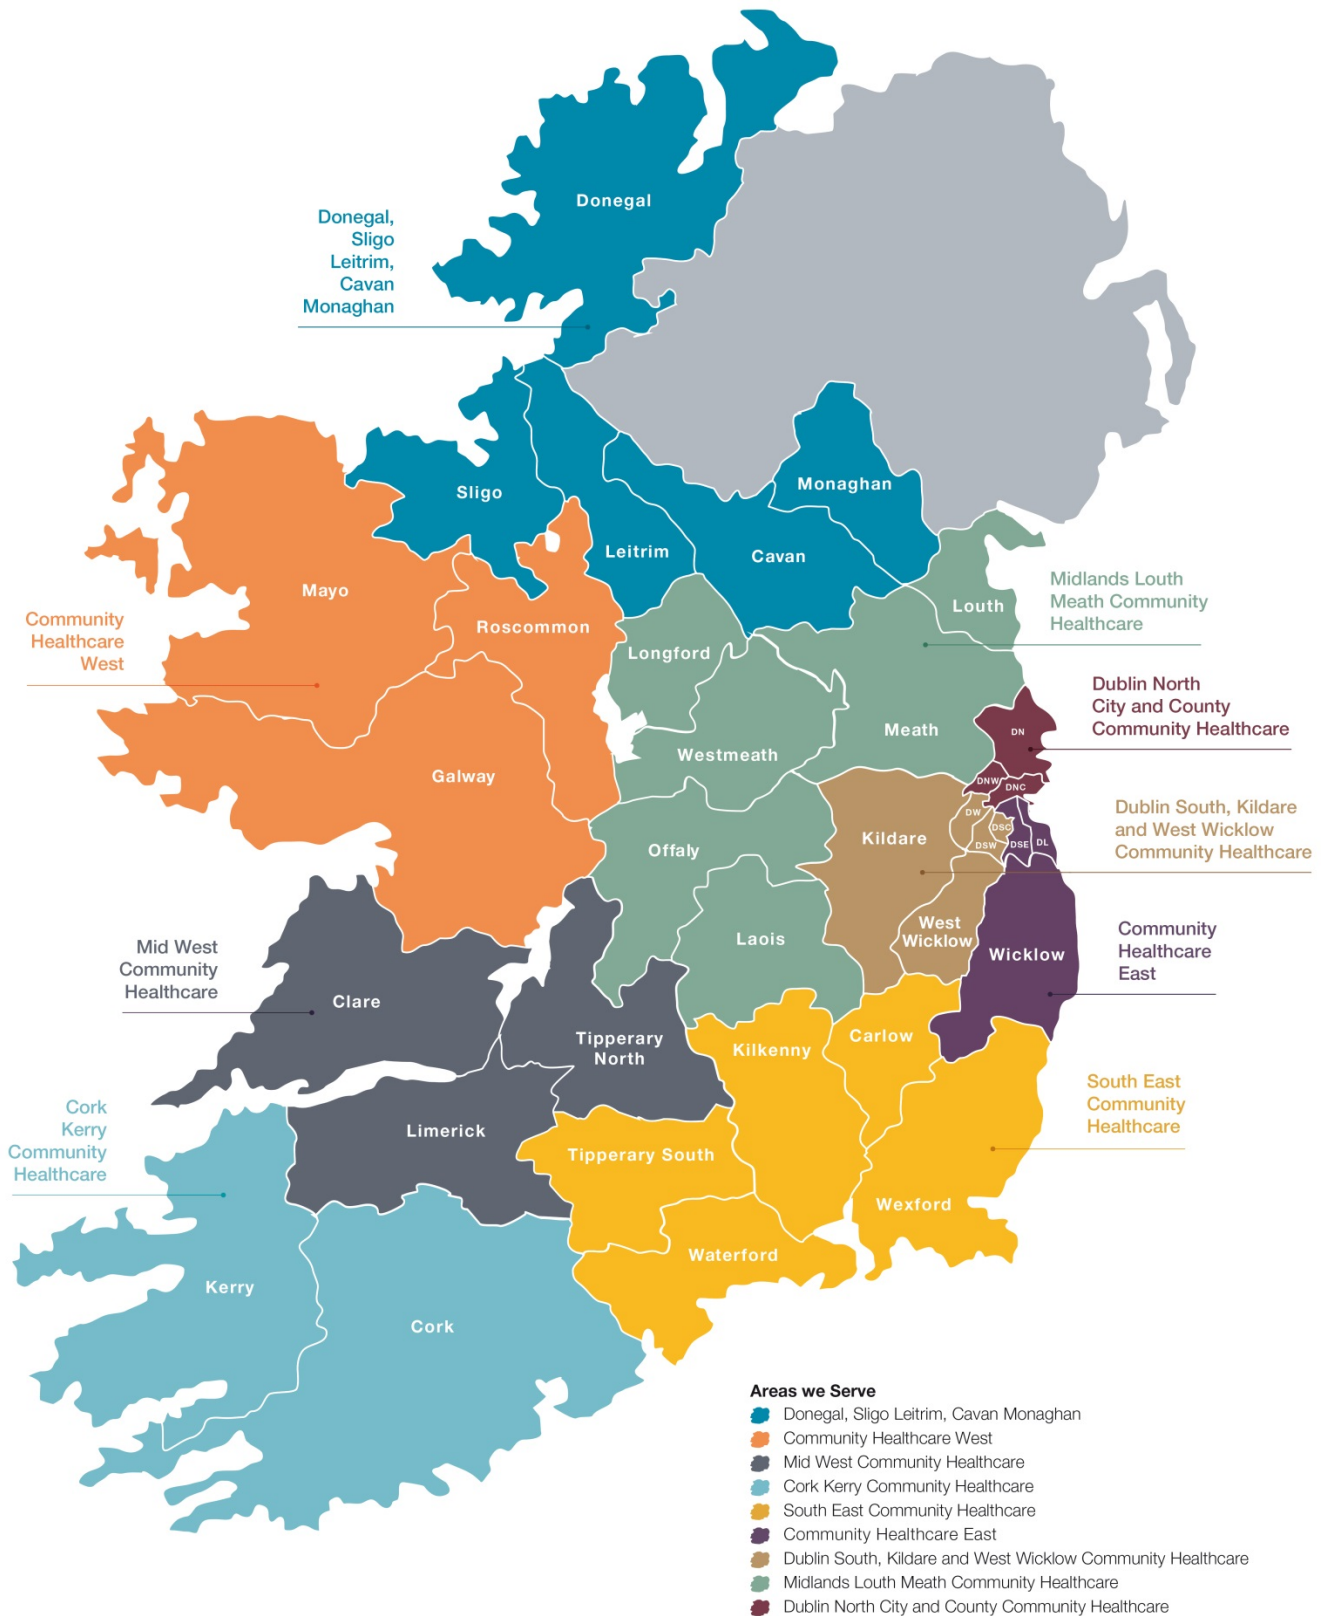 Donegal
Donegal,
Sligo
Leitrim,
Cavan
Monaghan
Sligo
Monaghan
Leitrim
Cavan
Mayo
Roscommon
Louth
Midlands Louth
Meath Community
Healthcare
Community
Healthcare
West
Longford
Dublin North
City and County
Community Healthcare
Meath
DN
Westmeath
Galway
DNW
DNC
Dublin South, Kildare
and West Wicklow
Community Healthcare
DW
DSC
Kildare
DSW
DSE
DL
Offaly
West
Wicklow
Laois
Wicklow
Community
Healthcare
East
Mid West
Community
Healthcare
Clare
Tipperary
North
Kilkenny
Carlow
South East
Community
Healthcare
Cork
Kerry
Community
Healthcare
Limerick
Tipperary South
Wexford
Waterford
Kerry
Cork
Areas we Serve
Donegal, Sligo Leitrim, Cavan Monaghan
Community Healthcare West
Mid West Community Healthcare
Cork Kerry Community Healthcare
South East Community Healthcare
Community Healthcare East
Dublin South, Kildare and West Wicklow Community Healthcare
Midlands Louth Meath Community Healthcare
Dublin North City and County Community Healthcare